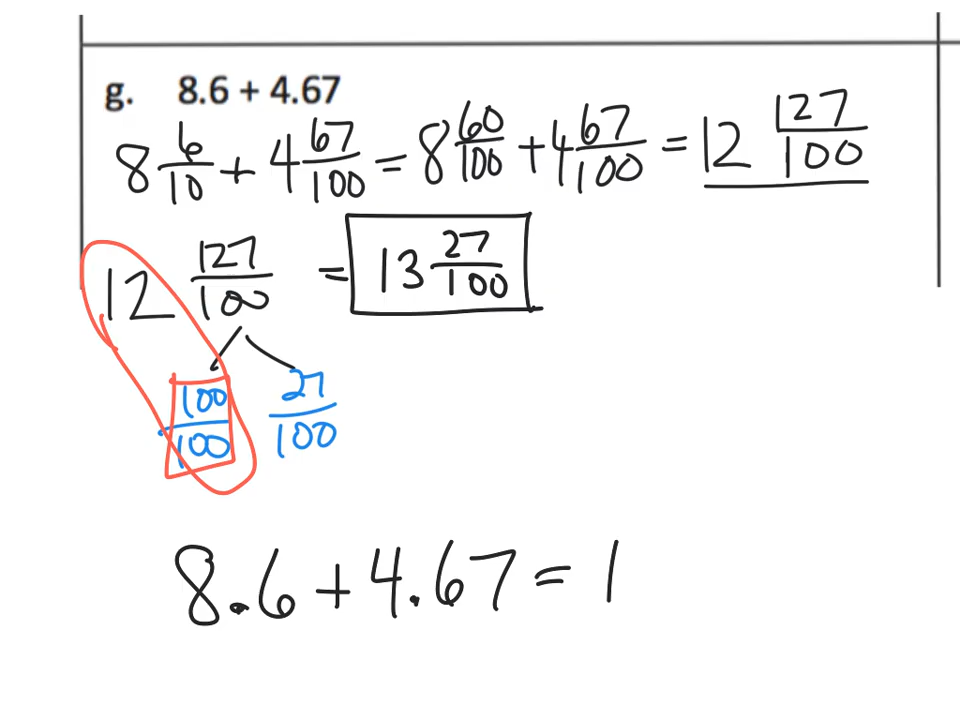 g. 8.6 + 4.67
8 6/10 + 4 67/100 = 8 60/100 + 4 67/100 = 12 127/100
12 127/100 = 13 27/100
100/100 27/100
8.6 + 4.67 = 1